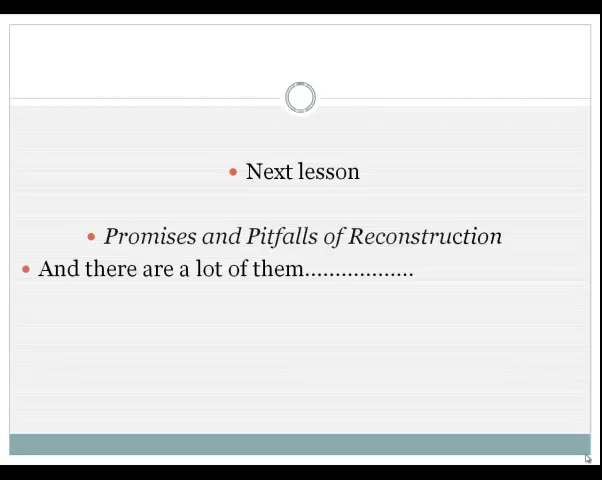 Next lesson
Promises and Pitfalls of Reconstruction
And there are a lot of them..................